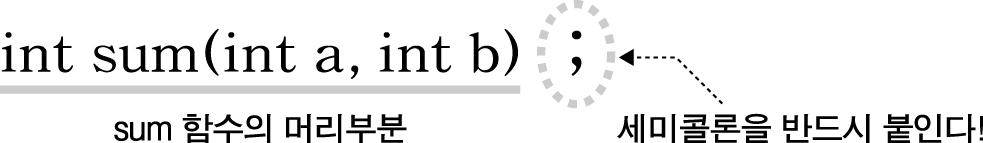 int sum(int a, int b) ;
sum 함수의 머리부분
세미콜론을 반드시 붙인다!